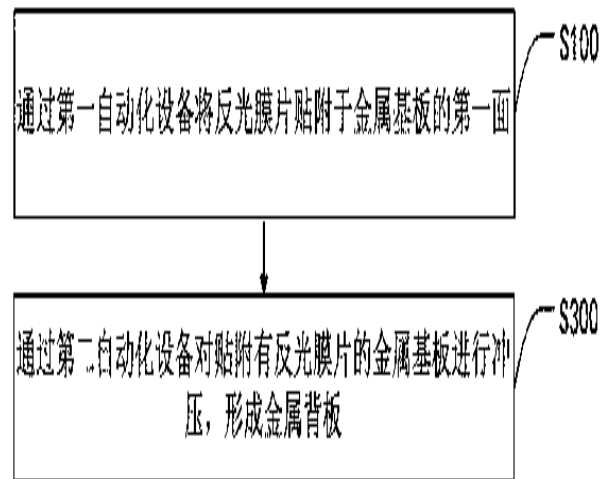 S100
通过第一自动化设备将反光膜片贴附于金属基板的第一面
S300
通过第二自动化设备对贴附有反光膜片的金属基板进行冲
压，形成金属背板